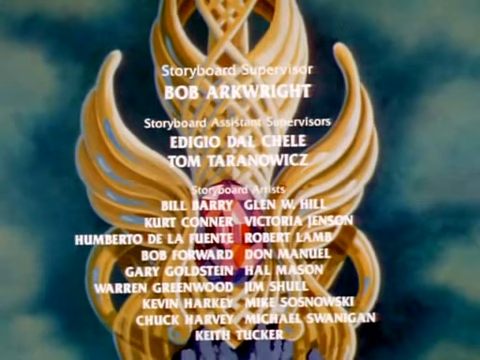 Storyboard Supervisor
BOB ARKWRIGHT
Storyboard Assistant Supervisors
EDIGIO DAL CHELE
TOM TARANOWICZ
Storyboard Artists
BILL BARRY GLEN W. HILL
KURT CONNER VICTORIA JENSON
HUMBERTO DE LA FUENTE ROBERT LAMB
BOB FORWARD DON MANUEL
GARY GOLDSTEIN HAL MASON
WARREN GREENWOOD JIM SHULL
KEVIN HARKEY MIKE SOSNOWSKI
CHUCK HARVEY MICHAEL SWANIGAN
KEITH TUCKER